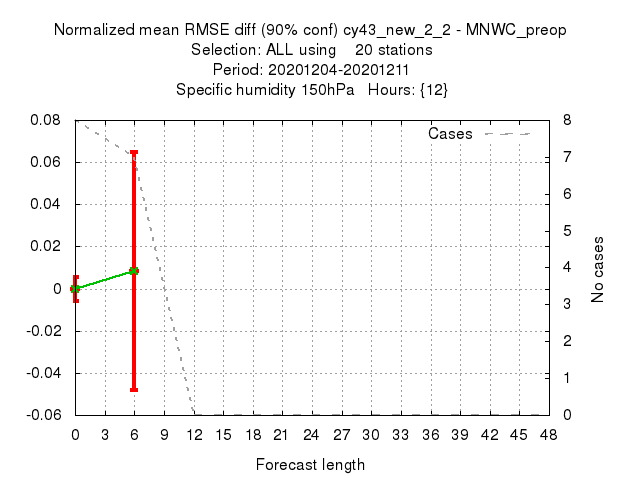 Normalized mean RMSE diff (90% conf) cy43_new_2_2 - MNWC_preop
Selection: ALL using    20 stations
Period: 20201204-20201211
Specific humidity 150hPa   Hours: {12}
Cases
0.08
0.06
0.04
0.02
0
-0.02
-0.04
-0.06
8
7
6
5
4
3
2
1
0
No cases
0 3 6 9 12 15 18 21 24 27 30 33 36 39 42 45 48
Forecast length